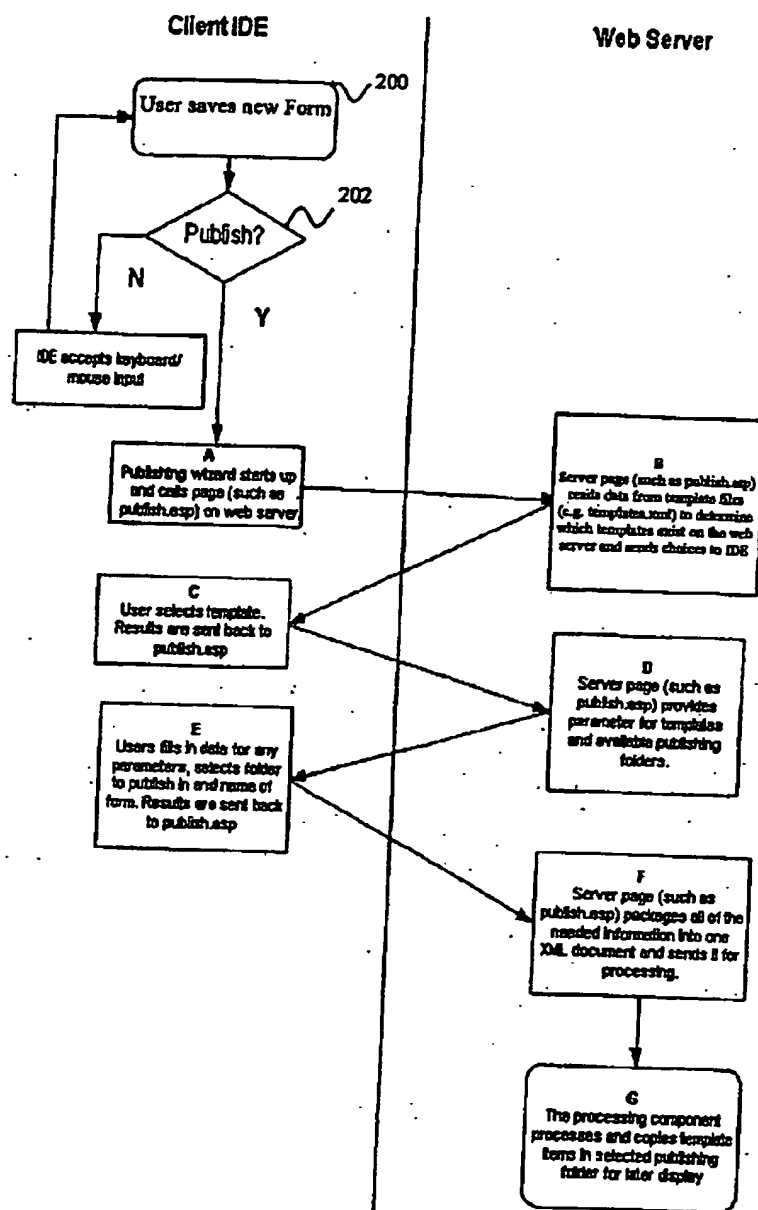 Client IDE
Web Server
200
User saves new Form
202
Publish?
N
Y
IDE accepts keyboard/
mouse input
A
Publishing wizard starts up
and calls page (such as
publish.asp) on web server
B
Server page (such as publish.asp)
reads data from template files
(e.g. templates.xml) to determine
which templates exist on the web
server and sends choices to IDE
C
User selects template.
Results are sent back to
publish.asp
D
Server page (such as
publish.asp) provides
parameter for templates
and available publishing
folders.
E
Users fills in data for any
parameters, selects folder
to publish in and name of
form. Results are sent back
to publish.asp
F
Server page (such as
publish.asp) packages all of the
needed information into one
XML document and sends it for
processing.
G
The processing component
processes and copies template
items in selected publishing
folder for later display